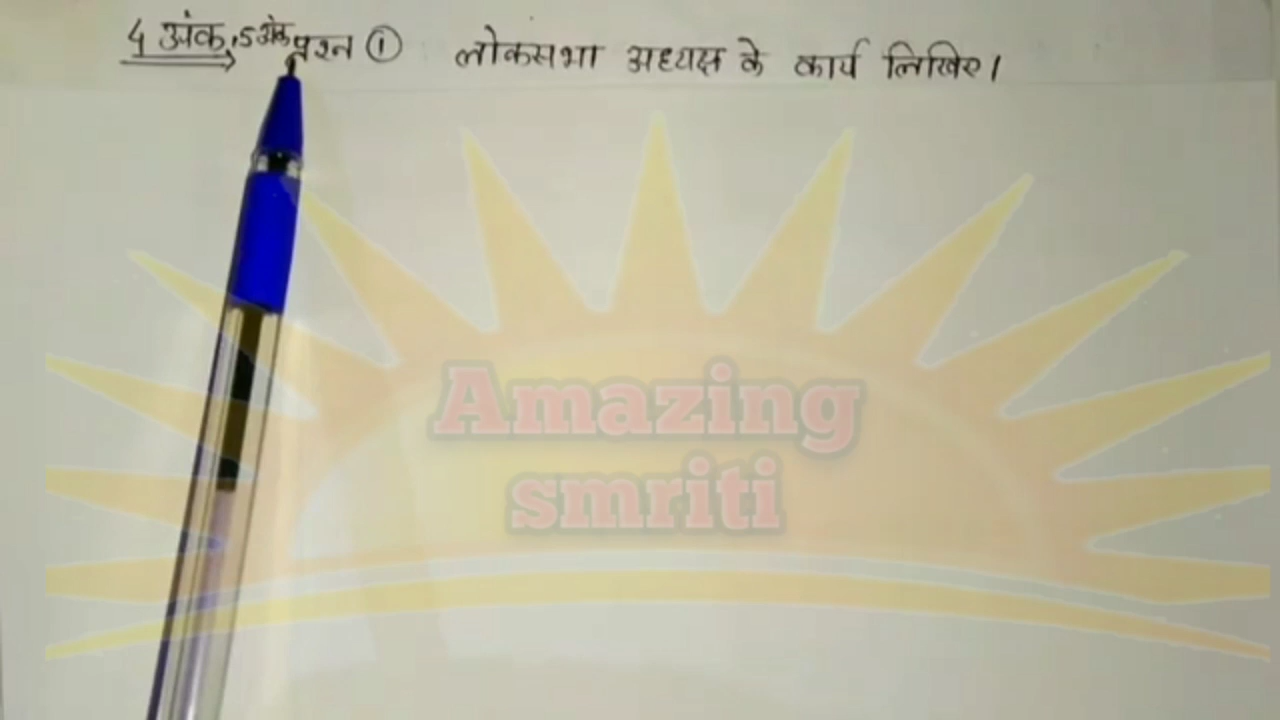 4 अंक, 5 अंक प्रश्न ① लोकसभा अध्यक्ष के कार्य लिखिए।
Amazing
smriti